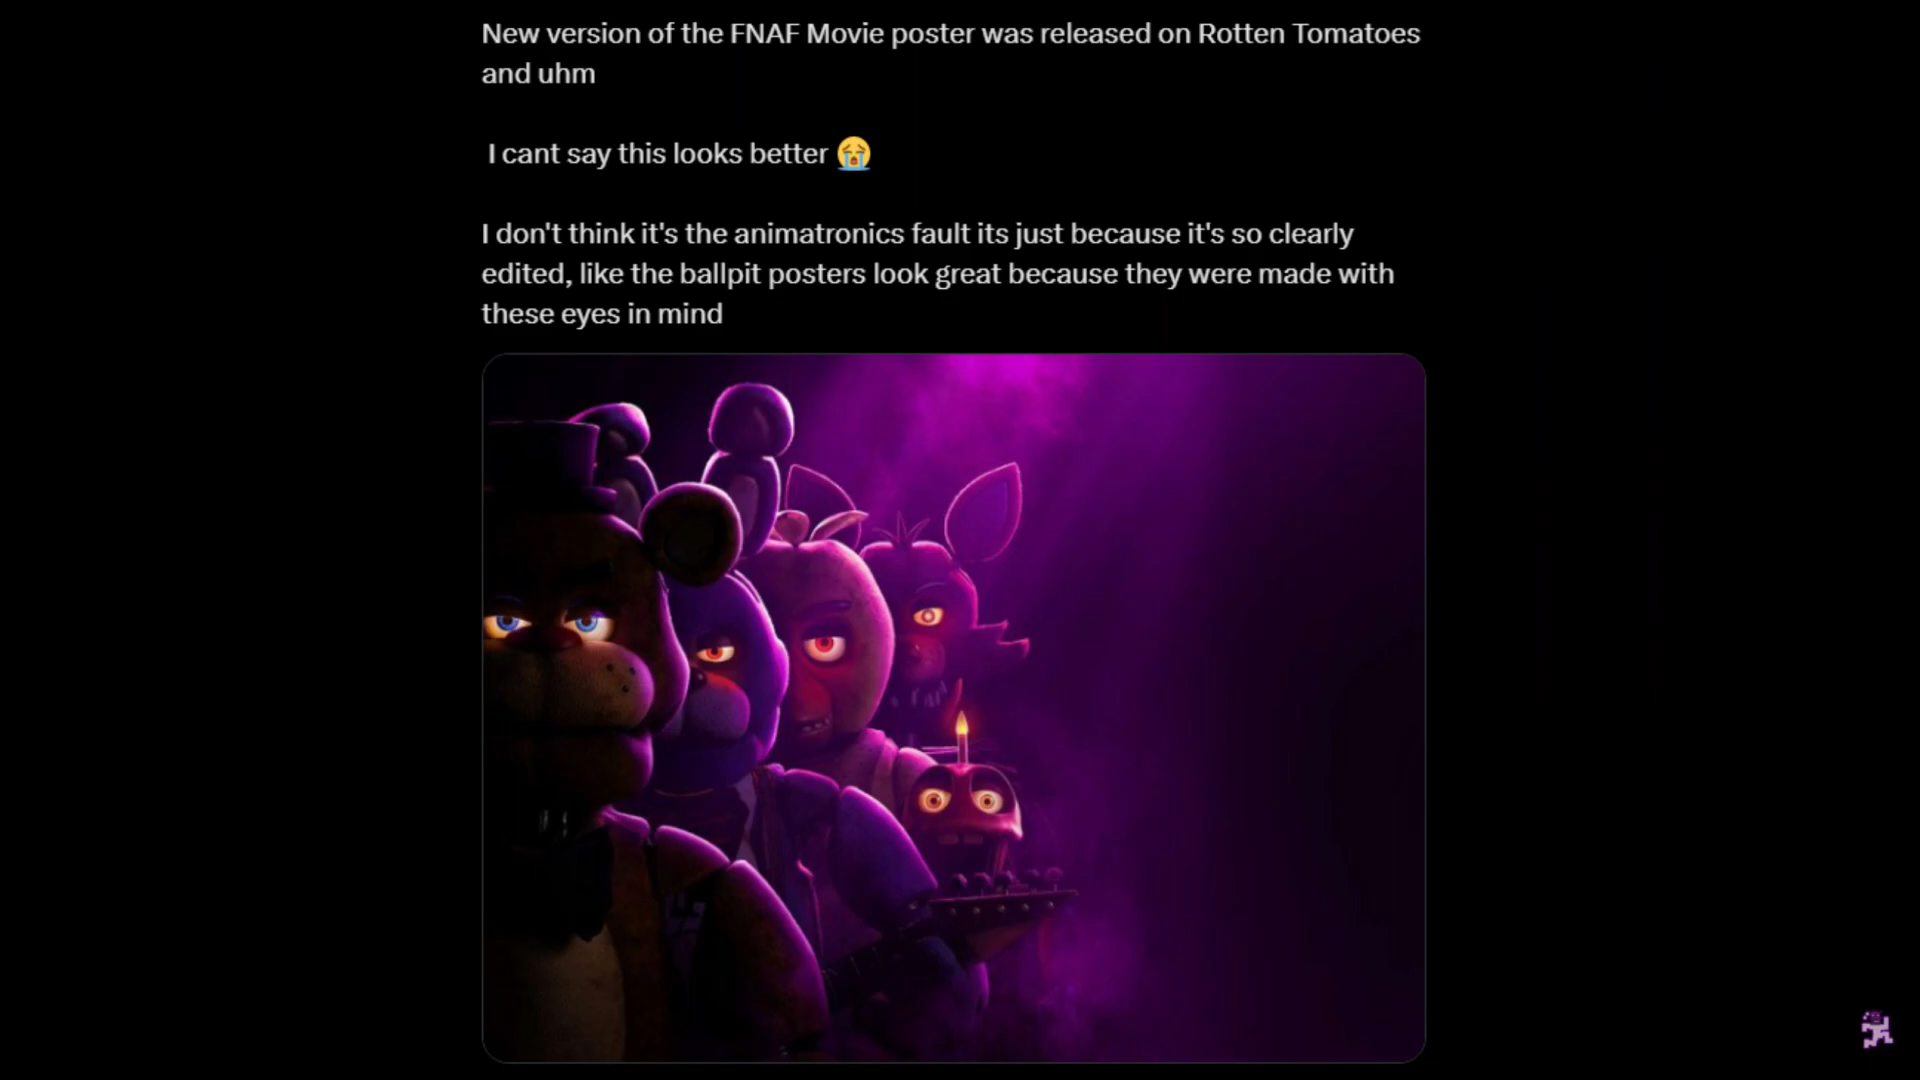 New version of the FNAF Movie poster was released on Rotten Tomatoes
and uhm
I cant say this looks better 😭
I don't think it's the animatronics fault its just because it's so clearly
edited, like the ballpit posters look great because they were made with
these eyes in mind